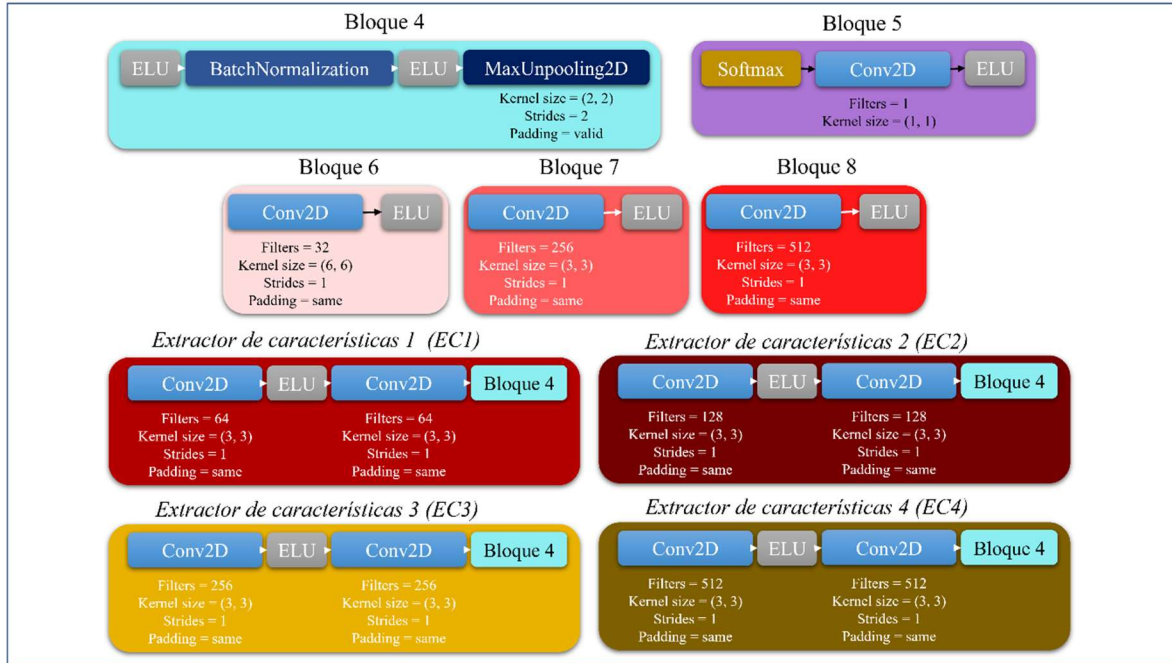 Bloque 4
ELU BatchNormalization ELU MaxUnpooling2D
Kernel size = (2, 2)
Strides = 2
Padding = valid
Bloque 5
Softmax Conv2D ELU
Filters = 1
Kernel size = (1, 1)
Bloque 6
Conv2D ELU
Filters = 32
Kernel size = (6, 6)
Strides = 1
Padding = same
Bloque 7
Conv2D ELU
Filters = 256
Kernel size = (3, 3)
Strides = 1
Padding = same
Bloque 8
Conv2D ELU
Filters = 512
Kernel size = (3, 3)
Strides = 1
Padding = same
Extractor de características 1 (EC1)
Conv2D ELU Conv2D Bloque 4
Filters = 64 Filters = 64
Kernel size = (3, 3) Kernel size = (3, 3)
Strides = 1 Strides = 1
Padding = same Padding = same
Extractor de características 2 (EC2)
Conv2D ELU Conv2D Bloque 4
Filters = 128 Filters = 128
Kernel size = (3, 3) Kernel size = (3, 3)
Strides = 1 Strides = 1
Padding = same Padding = same
Extractor de características 3 (EC3)
Conv2D ELU Conv2D Bloque 4
Filters = 256 Filters = 256
Kernel size = (3, 3) Kernel size = (3, 3)
Strides = 1 Strides = 1
Padding = same Padding = same
Extractor de características 4 (EC4)
Conv2D ELU Conv2D Bloque 4
Filters = 512 Filters = 512
Kernel size = (3, 3) Kernel size = (3, 3)
Strides = 1 Strides = 1
Padding = same Padding = same